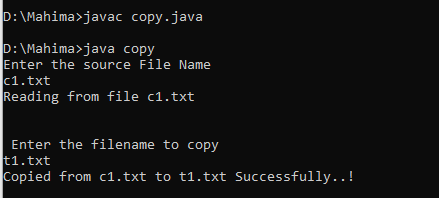 D:\Mahima>javac copy.java
D:\Mahima>java copy
Enter the source File Name
c1.txt
Reading from file c1.txt
Enter the filename to copy
t1.txt
Copied from c1.txt to t1.txt Successfully..!